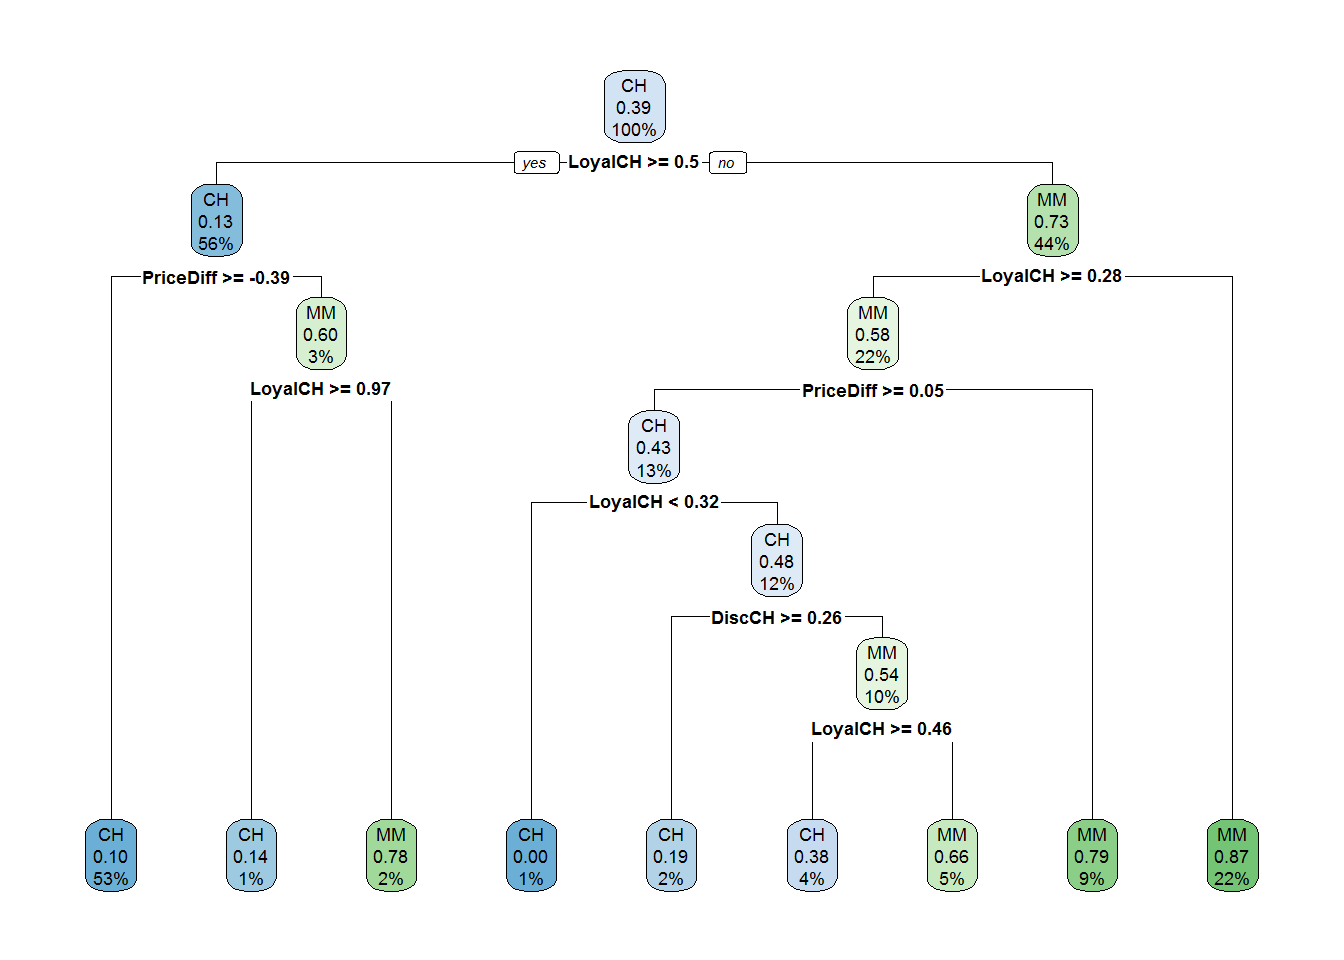 CH
0.39
100%
yes
LoyalCH >= 0.5
no
CH
0.13
56%
MM
0.73
44%
PriceDiff >= -0.39
LoyalCH >= 0.28
MM
0.60
3%
MM
0.58
22%
LoyalCH >= 0.97
PriceDiff >= 0.05
CH
0.43
13%
LoyalCH < 0.32
CH
0.48
12%
DiscCH >= 0.26
MM
0.54
10%
LoyalCH >= 0.46
CH
0.10
53%
CH
0.14
1%
MM
0.78
2%
CH
0.00
1%
CH
0.19
2%
CH
0.38
4%
MM
0.66
5%
MM
0.79
9%
MM
0.87
22%